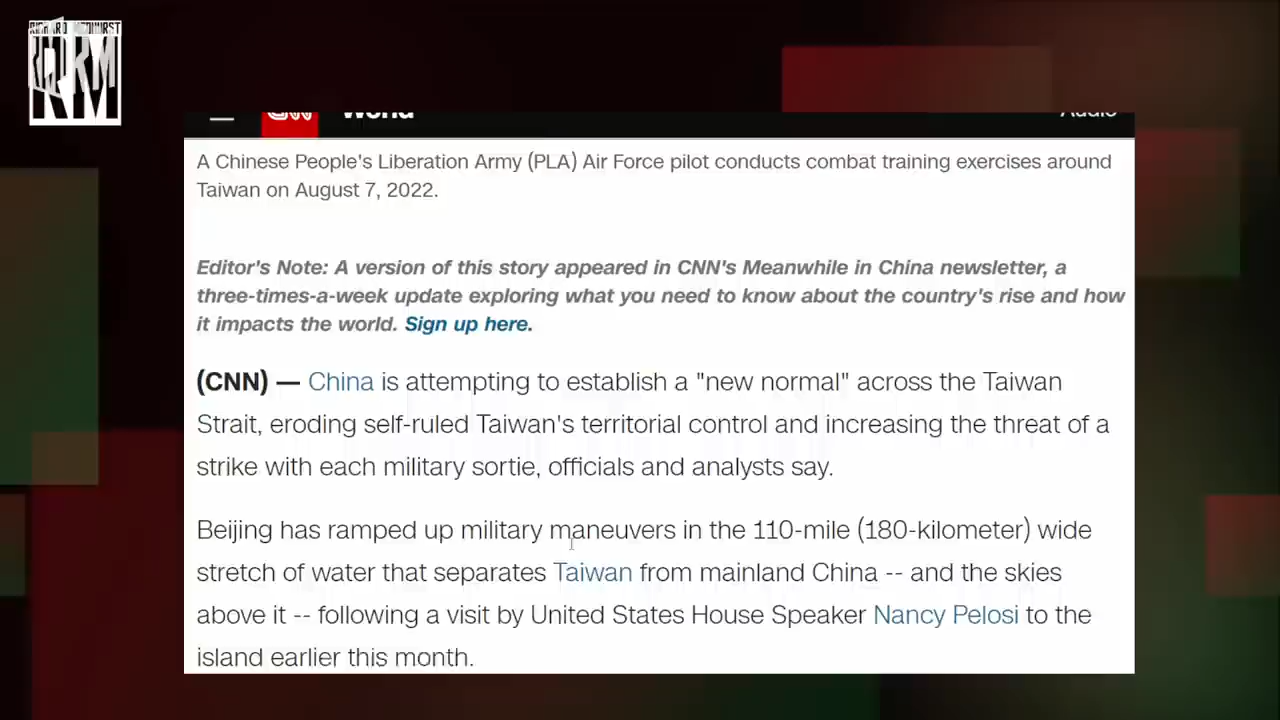 RICHARD MEDHURST
RM
CNN World Audio
A Chinese People's Liberation Army (PLA) Air Force pilot conducts combat training exercises around
Taiwan on August 7, 2022.
Editor's Note: A version of this story appeared in CNN's Meanwhile in China newsletter, a
three-times-a-week update exploring what you need to know about the country's rise and how
it impacts the world. Sign up here.
(CNN) — China is attempting to establish a "new normal" across the Taiwan
Strait, eroding self-ruled Taiwan's territorial control and increasing the threat of a
strike with each military sortie, officials and analysts say.
Beijing has ramped up military maneuvers in the 110-mile (180-kilometer) wide
stretch of water that separates Taiwan from mainland China -- and the skies
above it -- following a visit by United States House Speaker Nancy Pelosi to the
island earlier this month.